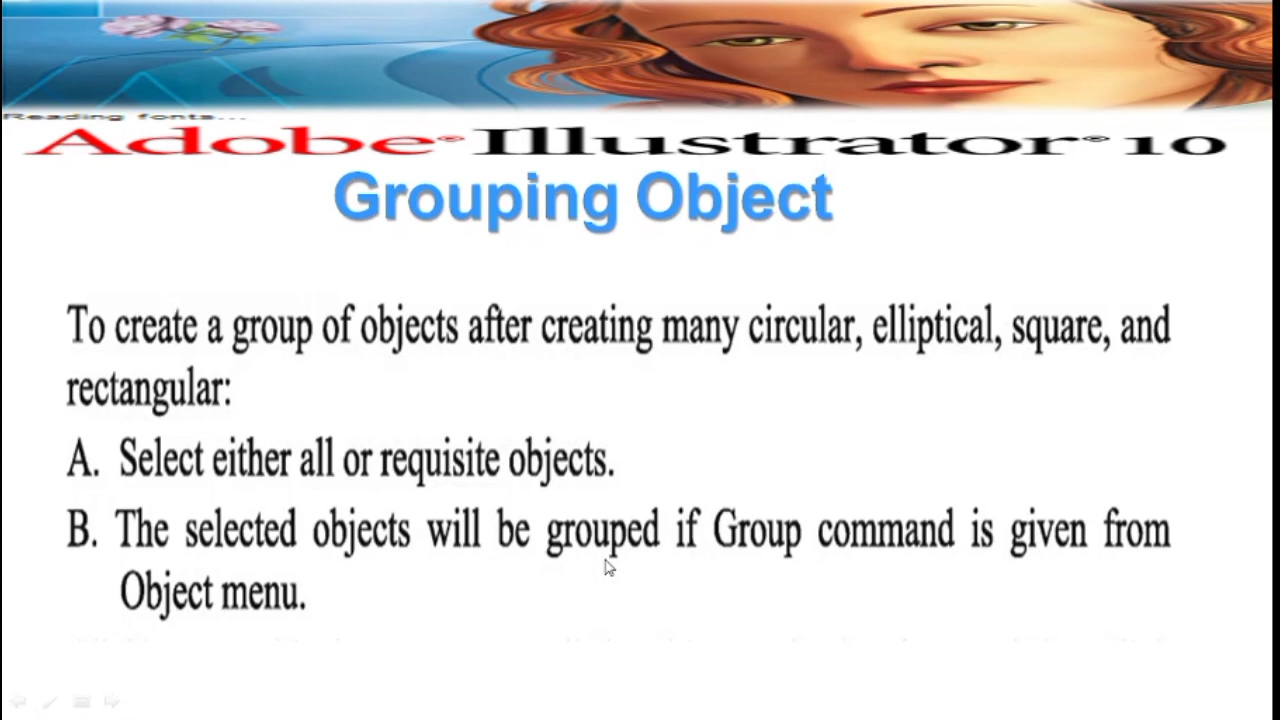 Reading fonts...
Adobe® Illustrator® 10
Grouping Object
To create a group of objects after creating many circular, elliptical, square, and
rectangular:
A. Select either all or requisite objects.
B. The selected objects will be grouped if Group command is given from
Object menu.